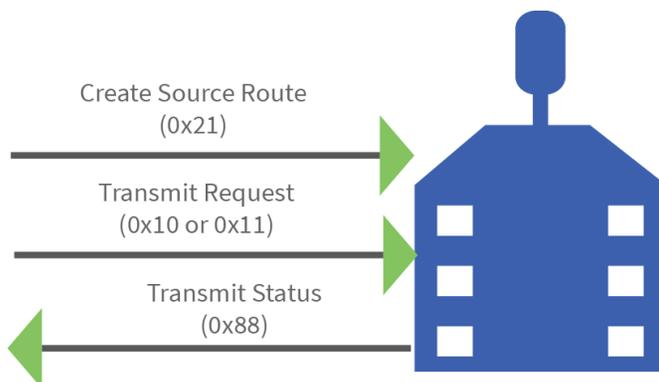 Create Source Route
(0x21)
Transmit Request
(0x10 or 0x11)
Transmit Status
(0x88)